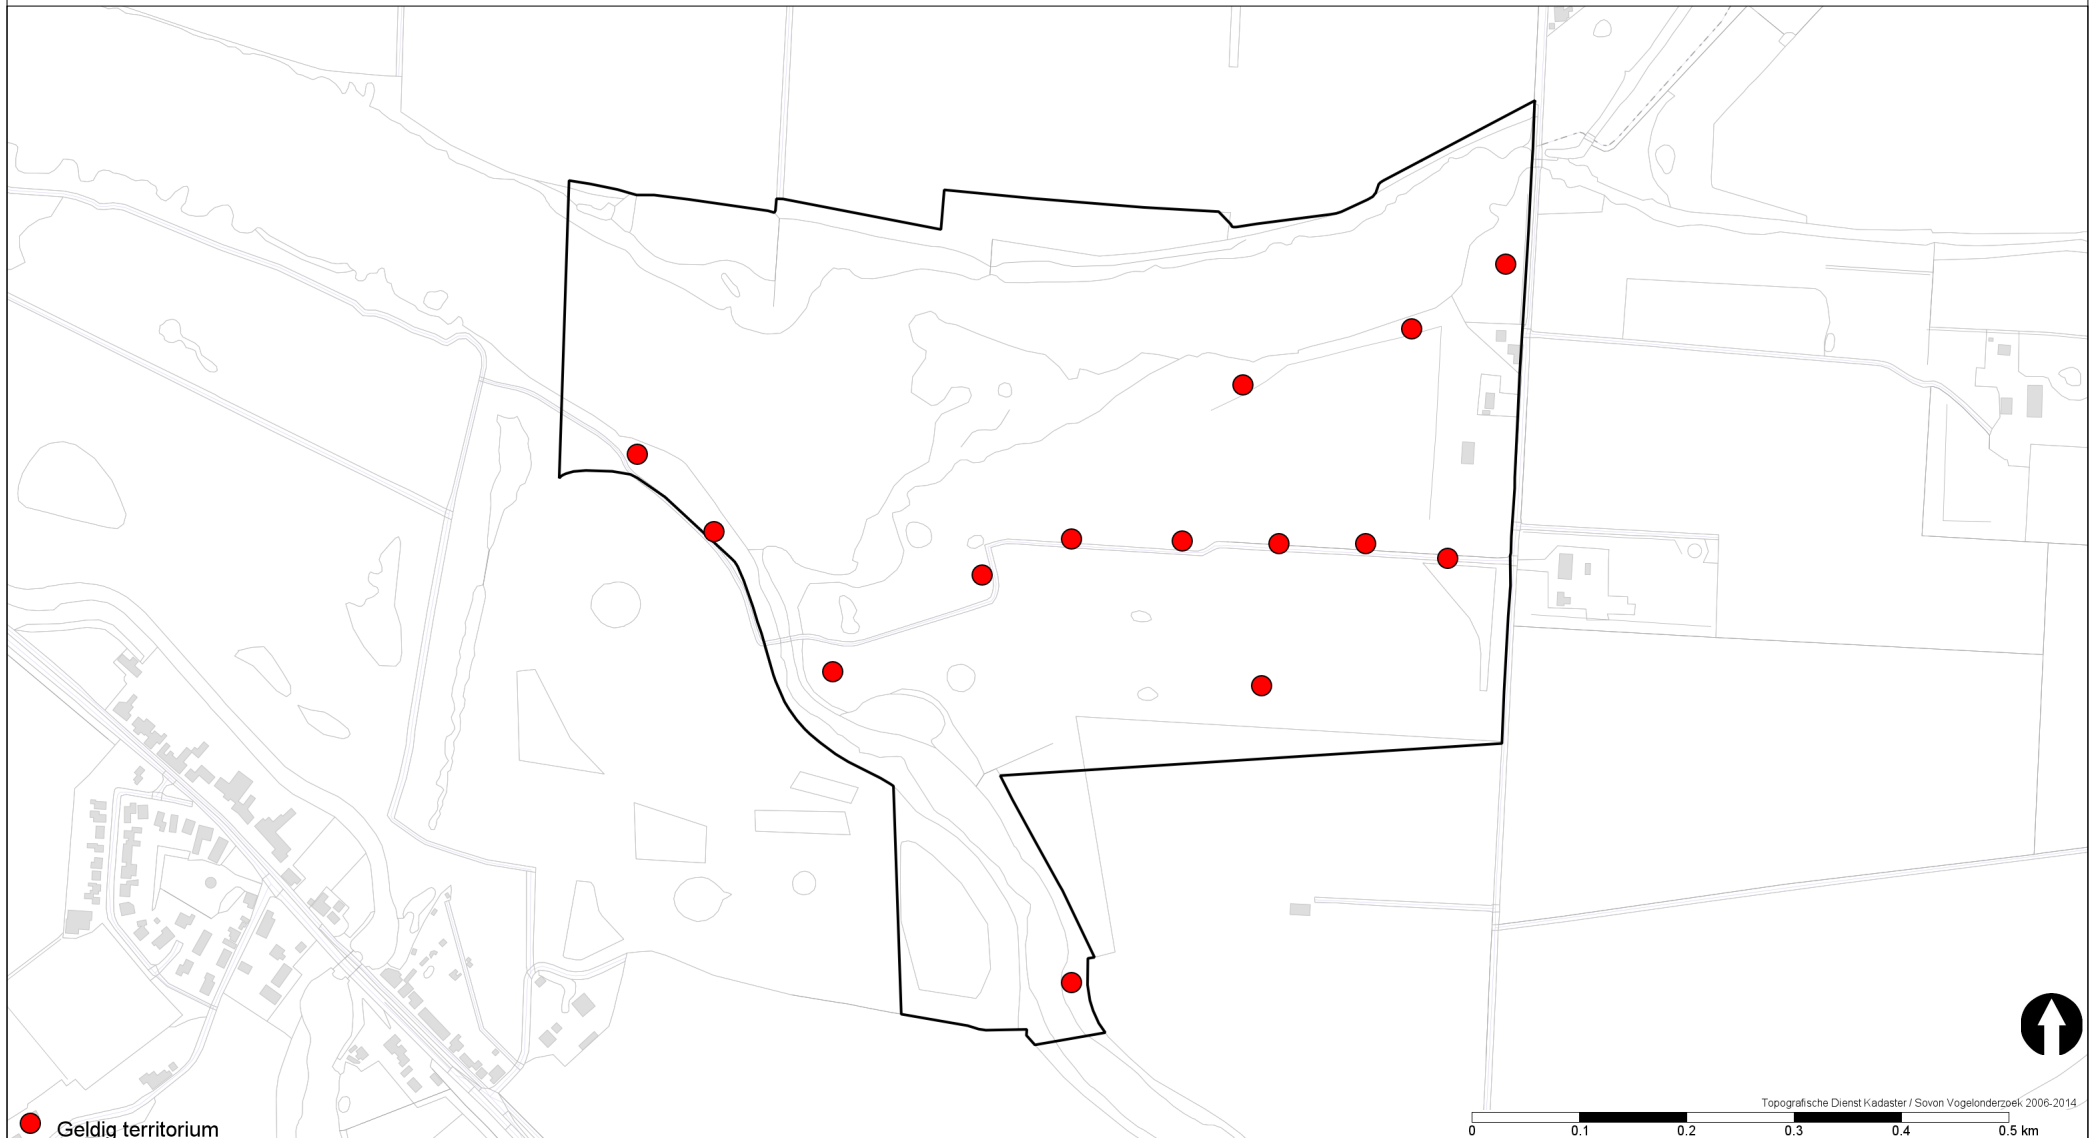 Topografische Dienst Kadaster / Sovon Vogelonderzoek 2006-2014
Geldig territorium
0 0.1 0.2 0.3 0.4 0.5 km